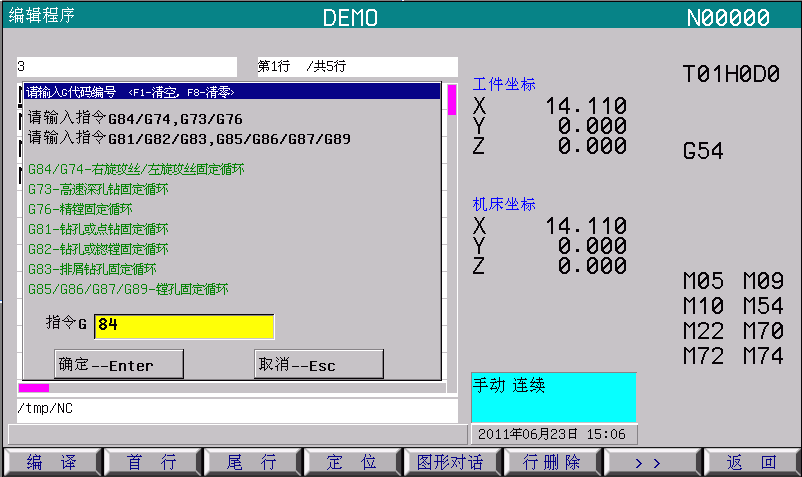 编辑程序 DEMO N00000
3 第1行 /共5行
请输入G代码编号 <F1-清空, F8-清零>
请输入指令G84/G74,G73/G76
请输入指令G81/G82/G83,G85/G86/G87/G89
G84/G74-右旋攻丝/左旋攻丝固定循环
G73-高速深孔钻固定循环
G76-精镗固定循环
G81-钻孔或点钻固定循环
G82-钻孔或锪镗固定循环
G83-排屑钻孔固定循环
G85/G86/G87/G89-镗孔固定循环
指令G 84
确定--Enter 取消--Esc
/tmp/NC
工件坐标
X 14.110
Y 0.000
Z 0.000
机床坐标
X 14.110
Y 0.000
Z 0.000
T01H0D0
G54
M05 M09
M10 M54
M22 M70
M72 M74
手动 连续
2011年06月23日 15:06
编 译 首 行 尾 行 定 位 图形对话 行删除 >> 返 回